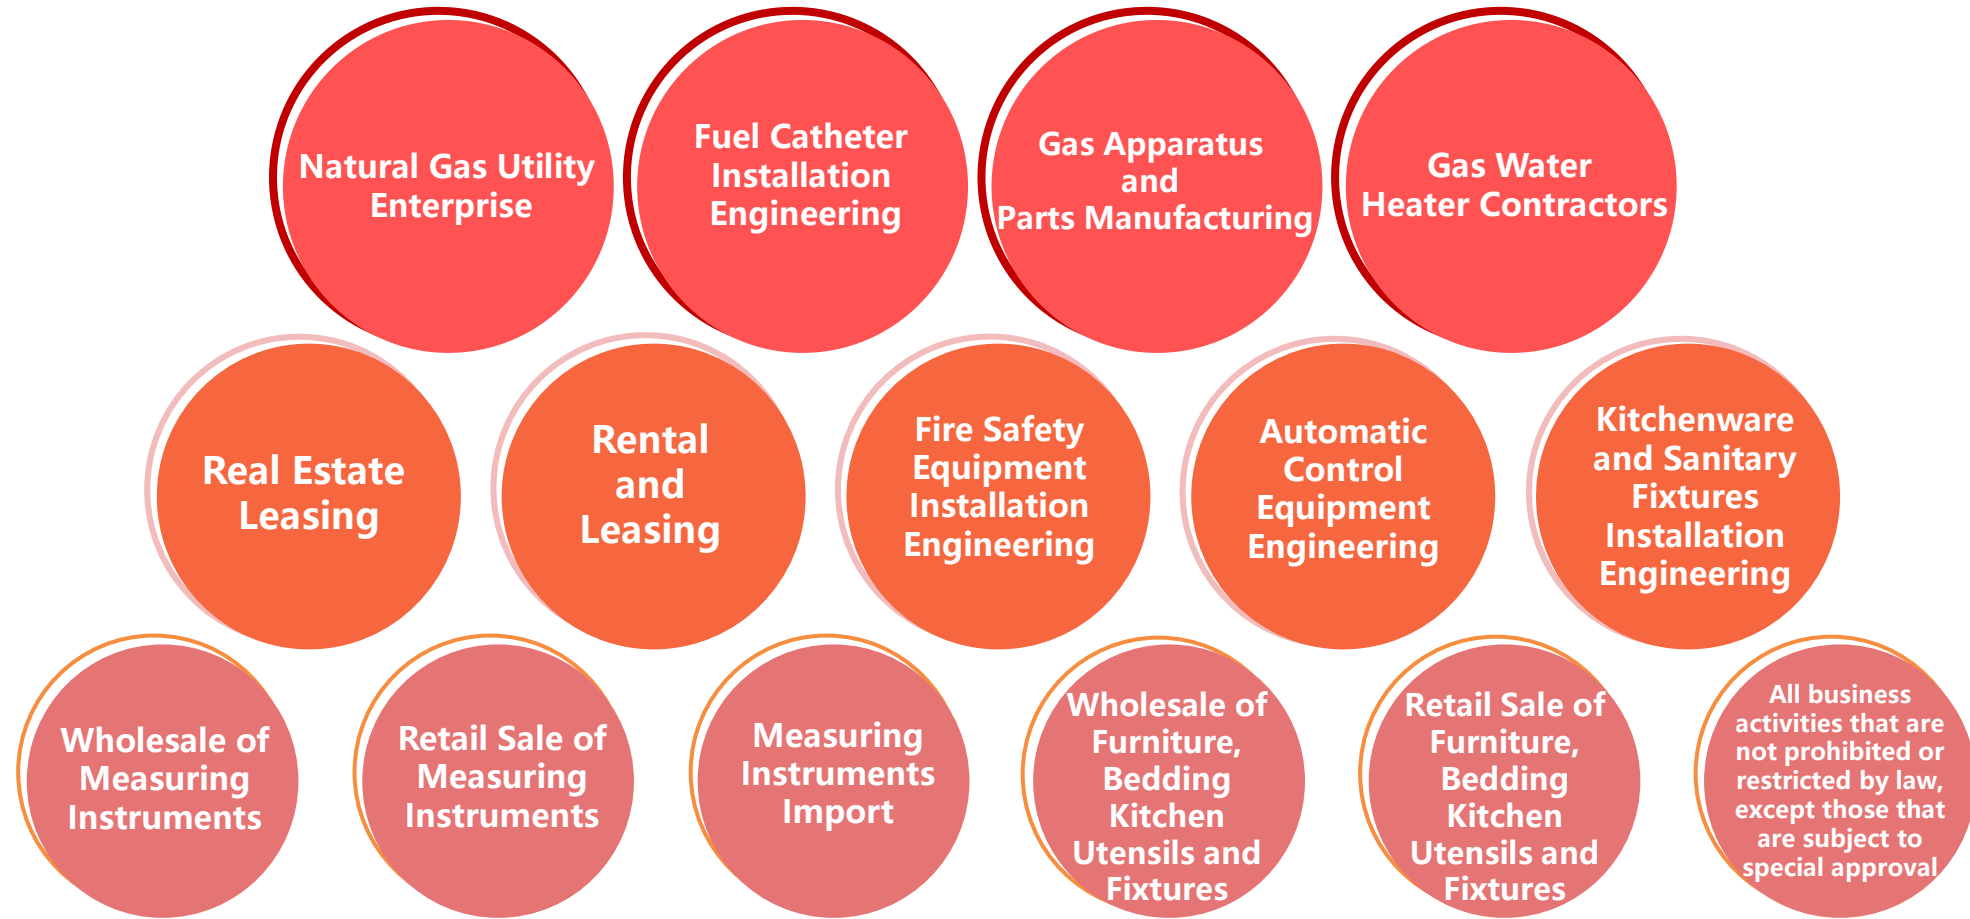 Natural Gas Utility
Enterprise
Fuel Catheter
Installation
Engineering
Gas Apparatus
and
Parts Manufacturing
Gas Water
Heater Contractors
Real Estate
Leasing
Rental
and
Leasing
Fire Safety
Equipment
Installation
Engineering
Automatic
Control
Equipment
Engineering
Kitchenware
and Sanitary
Fixtures
Installation
Engineering
Wholesale of
Measuring
Instruments
Retail Sale of
Measuring
Instruments
Measuring
Instruments
Import
Wholesale of
Furniture,
Bedding
Kitchen
Utensils and
Fixtures
Retail Sale of
Furniture,
Bedding
Kitchen
Utensils and
Fixtures
All business
activities that are
not prohibited or
restricted by law,
except those that
are subject to
special approval